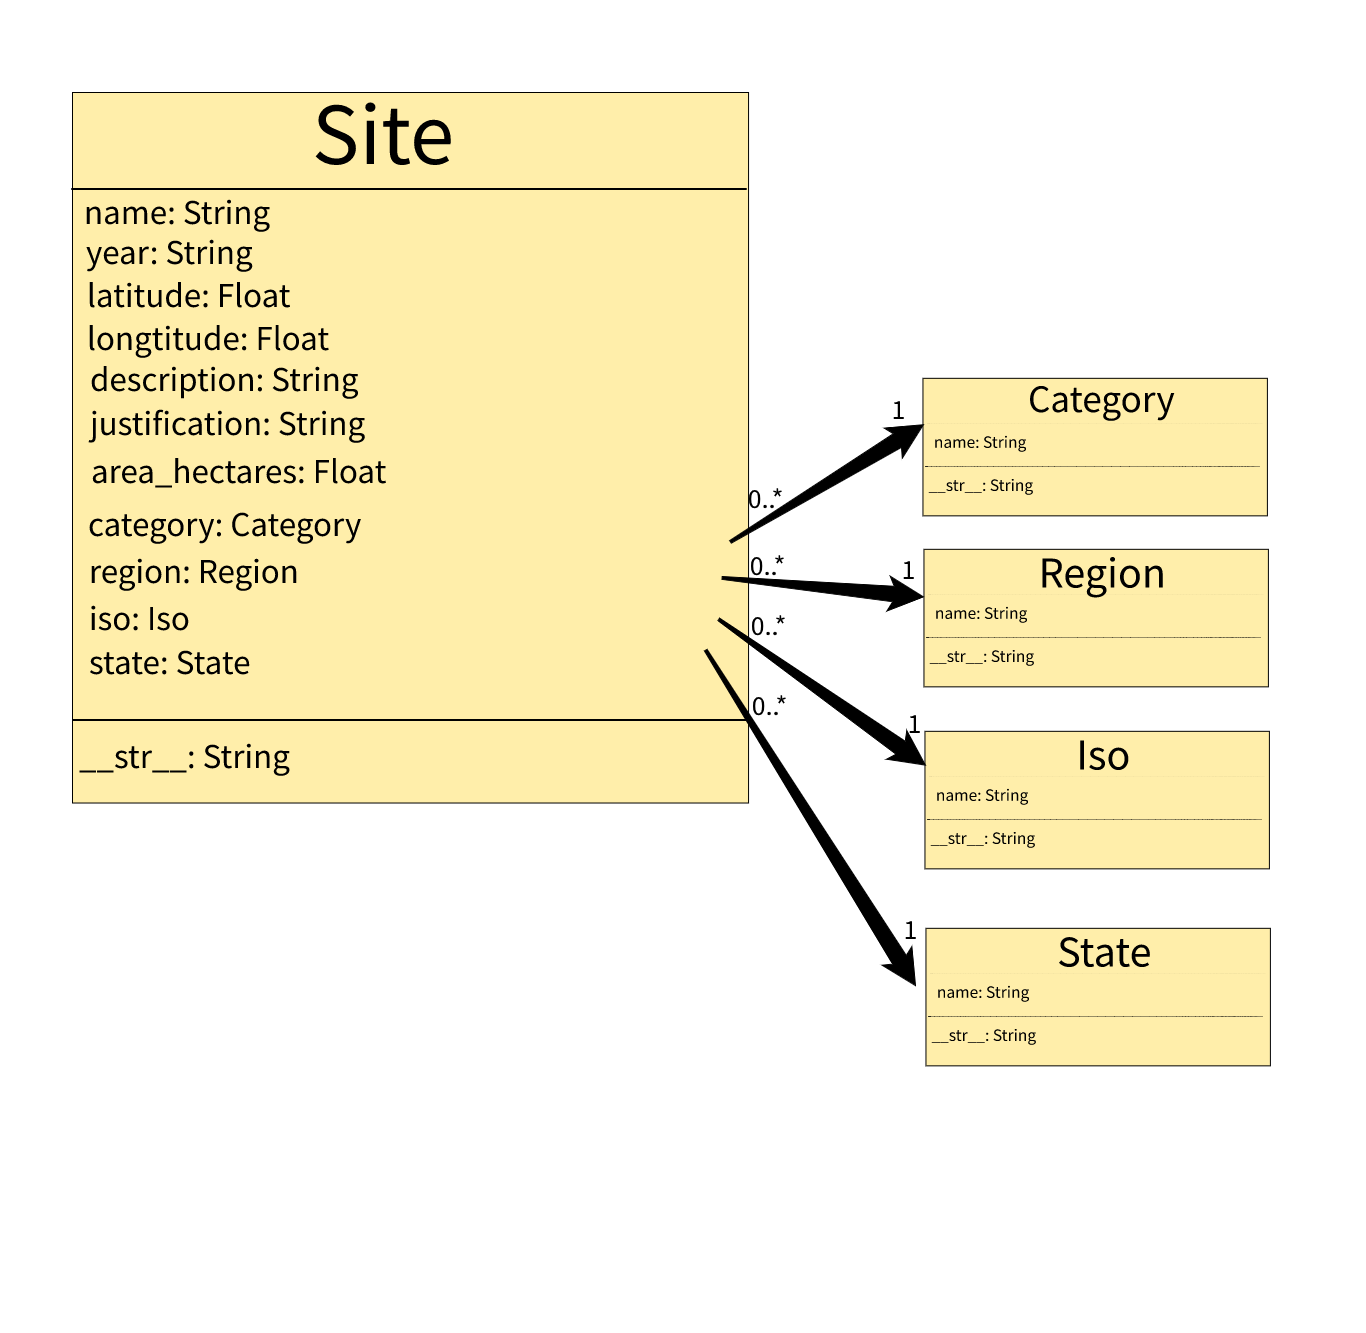 Site
name: String
year: String
latitude: Float
longtitude: Float
description: String
justification: String
area_hectares: Float
category: Category
region: Region
iso: Iso
state: State
__str__: String
0..*
1
0..*
1
0..*
1
0..*
1
Category
name: String
__str__: String
Region
name: String
__str__: String
Iso
name: String
__str__: String
State
name: String
__str__: String